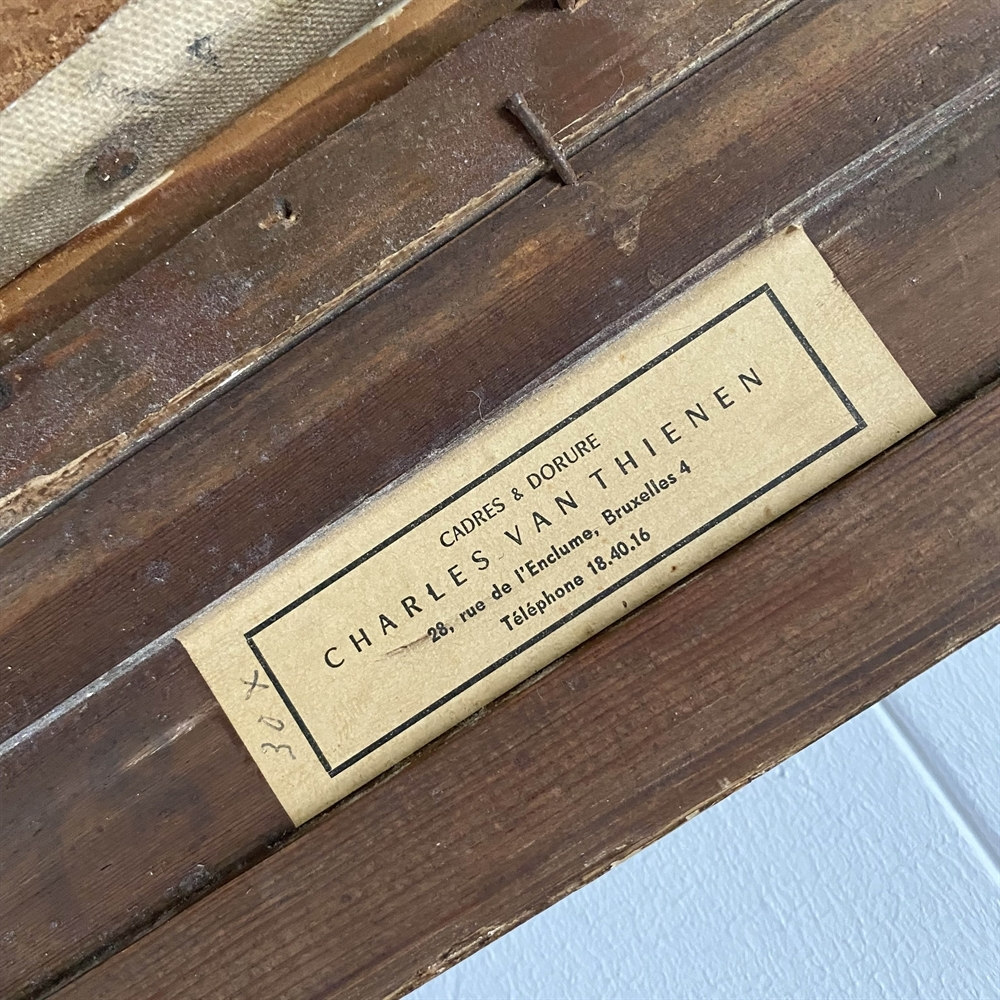 CADRES & DORURE
CHARLES VAN THIENEN
28, rue de l'Enclume, Bruxelles 4
Téléphone 18.40.16
30 X